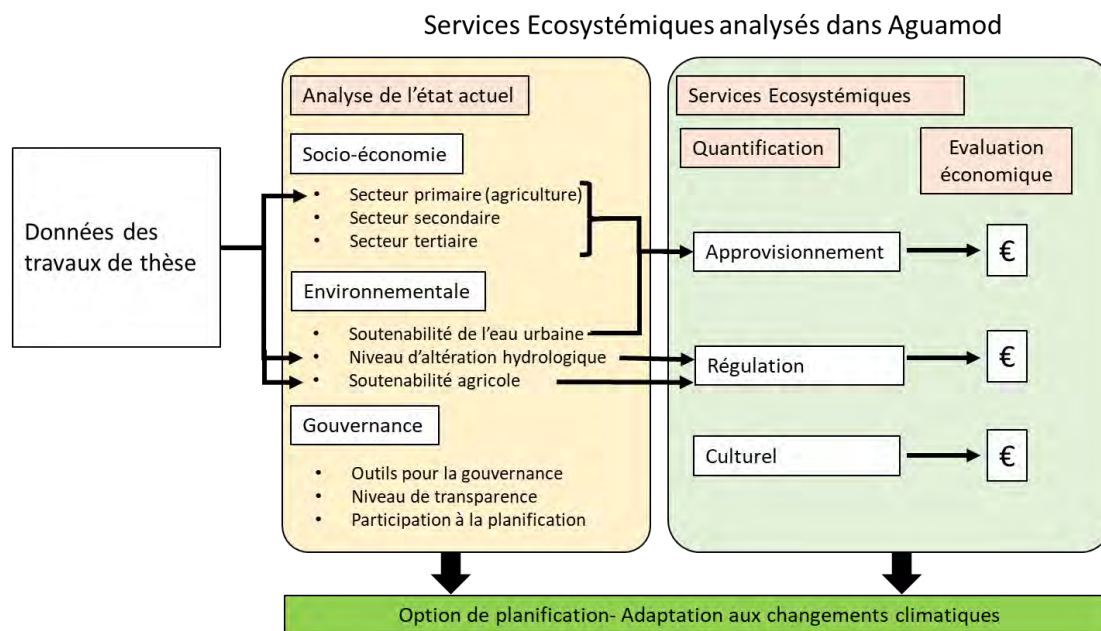 Services Ecosystémiques analysés dans Aguamod
Données des
travaux de thèse
Analyse de l'état actuel
Socio-économie
• Secteur primaire (agriculture)
• Secteur secondaire
• Secteur tertiaire
Environnementale
• Soutenabilité de l'eau urbaine
• Niveau d'altération hydrologique
• Soutenabilité agricole
Gouvernance
• Outils pour la gouvernance
• Niveau de transparence
• Participation à la planification
Services Ecosystémiques
Quantification
Evaluation
économique
Approvisionnement
€
Régulation
€
Culturel
€
Option de planification- Adaptation aux changements climatiques